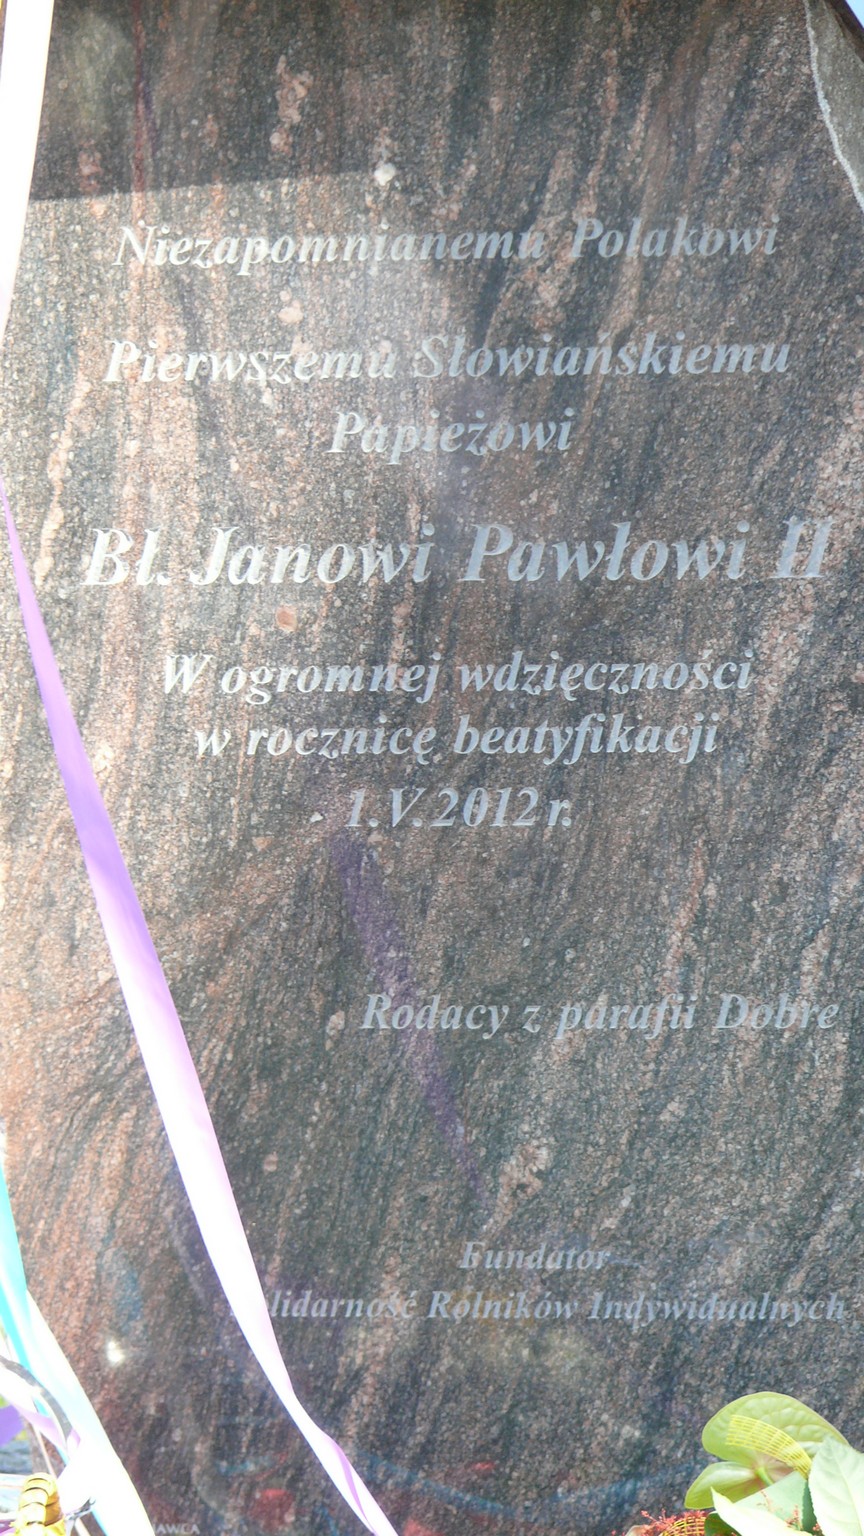 Niezapomnianemu Polakowi
Pierwszemu Słowiańskiemu
Papieżowi
Bł. Janowi Pawłowi II
W ogromnej wdzięczności
w rocznicę beatyfikacji
1.V.2012 r.
Rodacy z parafii Dobre
Fundator
Rolników Indywidualnych